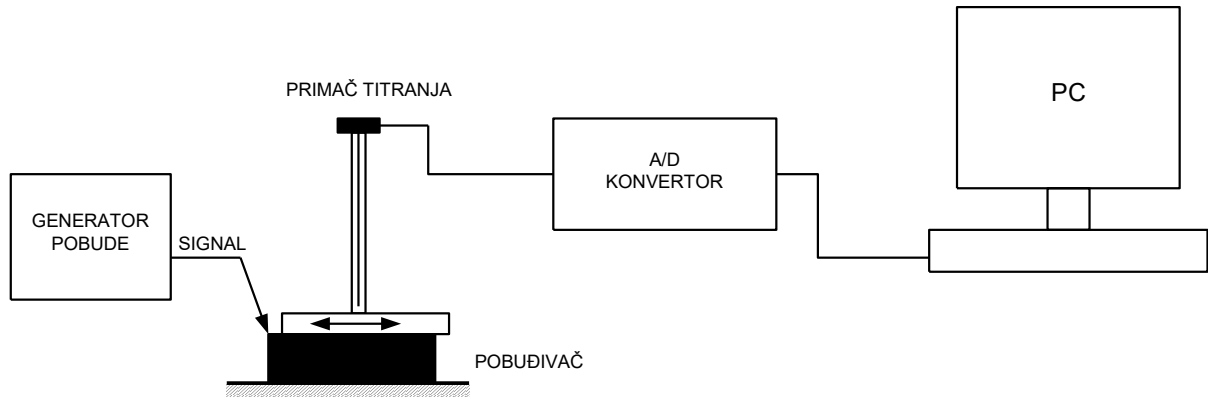 PRIMAČ TITRANJA
PC
A/D
KONVERTOR
GENERATOR
POBUDE
SIGNAL
POBUĐIVAČ